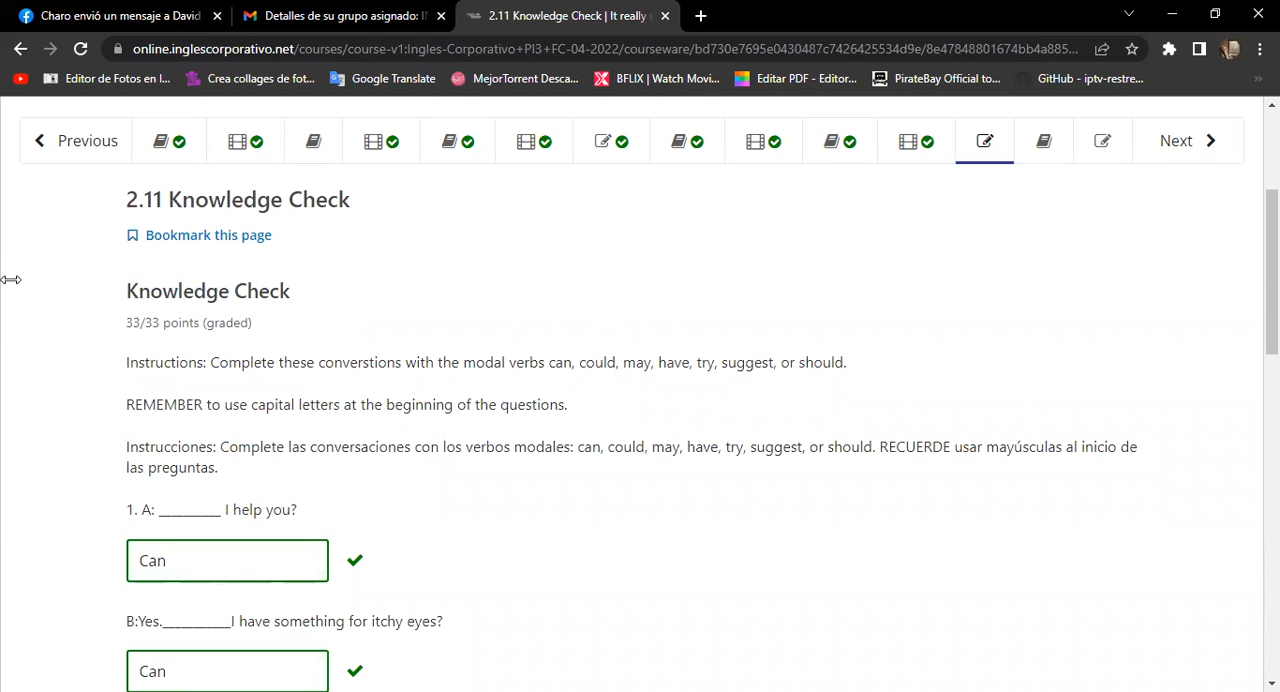 Charo envió un mensaje a David
Detalles de su grupo asignado: I
2.11 Knowledge Check | It really
online.inglescorporativo.net/courses/course-v1:Ingles-Corporativo+PI3+FC-04-2022/courseware/bd730e7695e0430487c7426425534d9e/8e47848801674bb4a885...
Editor de Fotos en l...
Crea collages de fot...
Google Translate
MejorTorrent Desca...
BFLIX | Watch Movi...
Editar PDF - Editor...
PirateBay Official to...
GitHub - iptv-restre...
Previous
Next
2.11 Knowledge Check
Bookmark this page
Knowledge Check
33/33 points (graded)
Instructions: Complete these converstions with the modal verbs can, could, may, have, try, suggest, or should.
REMEMBER to use capital letters at the beginning of the questions.
Instrucciones: Complete las conversaciones con los verbos modales: can, could, may, have, try, suggest, or should. RECUERDE usar mayúsculas al inicio de
las preguntas.
1. A: __________ I help you?
Can
B:Yes.___________I have something for itchy eyes?
Can